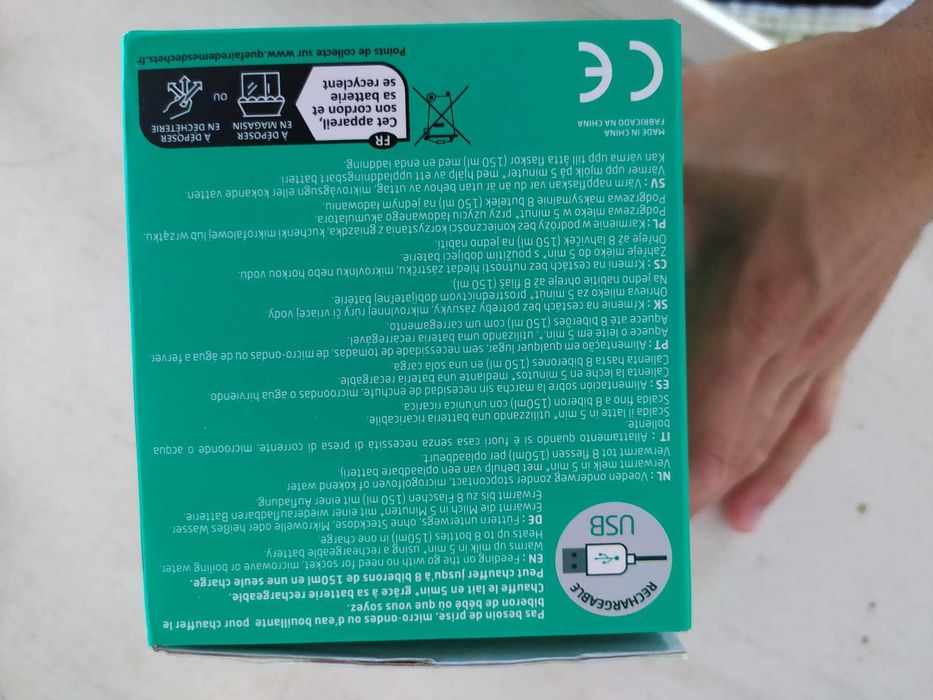 Pas besoin de prise, micro-ondes ou d'eau bouillante pour chauffer le
biberon de bébé où que vous soyez.
Chauffe le lait en 5min* grâce à sa batterie rechargeable.
Peut chauffer jusqu'à 8 biberons de 150ml en une seule charge.
EN : Feeding on the go with no need for socket, microwave or boiling water.
Warms up milk in 5 min*, using a rechargeable battery.
Heats up to 8 bottles (150ml) in one charge.
DE : Füttern unterwegs, ohne Steckdose, Mikrowelle oder heißes Wasser
Erwärmt die Milch in 5 Minuten* mit einer wiederaufladbaren Batterie.
Erwärmt bis zu 8 Flaschen (150 ml) mit einer Aufladung.
RECHARGEABLE
USB
NL : Voeden onderweg zonder stopcontact, microgolfoven of kokend water.
Verwarmt melk in 5 min* met behulp van een oplaadbare batterij.
Verwarmt tot 8 flessen (150ml) per oplaadbeurt.
IT : Allattamento quando si è fuori casa senza necessità di presa di corrente, microonde o acqua
bollente.
Scalda il latte in 5 min* utilizzando una batteria ricaricabile.
Scalda fino a 8 biberon (150ml) con un'unica ricarica.
ES : Alimentación sobre la marcha sin necesidad de enchufe, microondas o agua hirviendo.
Calienta la leche en 5 minutos* mediante una batería recargable.
Calienta hasta 8 biberones (150 ml) en una sola carga.
PT : Alimentação em qualquer lugar, sem necessidade de tomadas, de micro-ondas ou de água a ferver.
Aquece o leite em 5 min.*, utilizando uma bateria recarregável.
Aquece até 8 biberões (150 ml) com um carregamento.
SK : Kŕmenie na cestách bez potreby zásuvky, mikrovlnnej rúry či vriacej vody.
Ohrieva mlieko za 5 minút* prostredníctvom dobíjateľnej batérie.
Na jedno nabitie ohreje až 8 fliaš (150 ml).
CS : Krmení na cestách bez nutnosti hledat zástrčku, mikrovlnku nebo horkou vodu.
Zahřeje mléko do 5 min* s použitím dobíjecí baterie.
Ohřeje až 8 lahviček (150 ml) na jedno nabití.
PL : Karmienie w podróży bez konieczności korzystania z gniazdka, kuchenki mikrofalowej lub wrzątku.
Podgrzewa mleko w 5 minut* przy użyciu ładowanego akumulatora.
Podgrzewa maksymalnie 8 butelek (150 ml) na jednym ładowaniu.
SV : Värm nappflaskan var du än är utan behov av uttag, mikrovågsugn eller kokande vatten.
Värmer upp mjölk på 5 minuter* med hjälp av ett uppladdningsbart batteri.
Kan värma upp till åtta flaskor (150 ml) med en enda laddning.
MADE IN CHINA
FABRICADO NA CHINA
CE
FR
Cet appareil,
son cordon et
sa batterie
se recyclent
À DÉPOSER
EN MAGASIN
OU
À DÉPOSER
EN DÉCHÈTERIE
Points de collecte sur www.quefairedemesdechets.fr